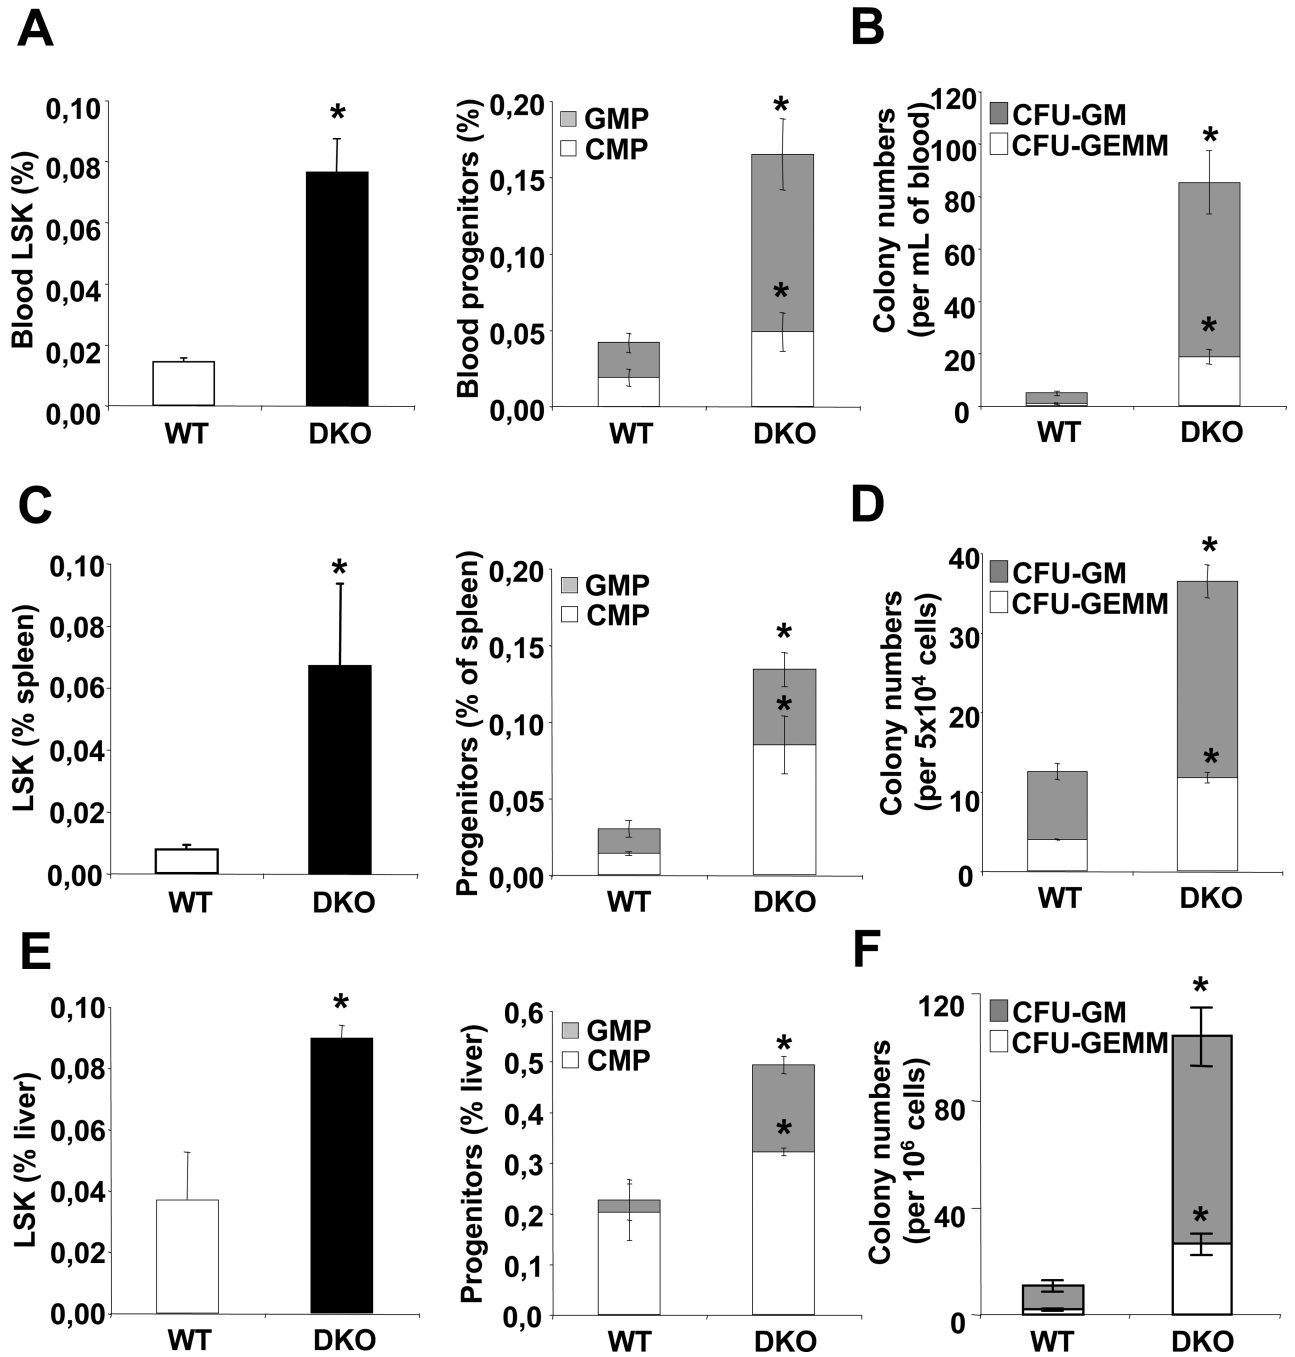 A
Blood LSK (%)
0,10
0,08
0,06
0,04
0,02
0,00
*
WT
DKO
Blood progenitors (%)
0,20
0,15
0,10
0,05
0,00
GMP
CMP
*
*
WT
DKO
B
Colony numbers
(per mL of blood)
120
100
80
60
40
20
0
CFU-GM
CFU-GEMM
*
*
WT
DKO
C
LSK (% spleen)
0,10
0,08
0,06
0,04
0,02
0,00
*
WT
DKO
Progenitors (% of spleen)
0,20
0,15
0,10
0,05
0,00
GMP
CMP
*
*
WT
DKO
D
Colony numbers
(per 5x10⁴ cells)
40
30
20
10
0
CFU-GM
CFU-GEMM
*
*
WT
DKO
E
LSK (% liver)
0,10
0,08
0,06
0,04
0,02
0,00
*
WT
DKO
Progenitors (% liver)
0,6
0,5
0,4
0,3
0,2
0,1
0,0
GMP
CMP
*
*
WT
DKO
F
Colony numbers
(per 10⁶ cells)
120
80
40
0
CFU-GM
CFU-GEMM
*
*
WT
DKO